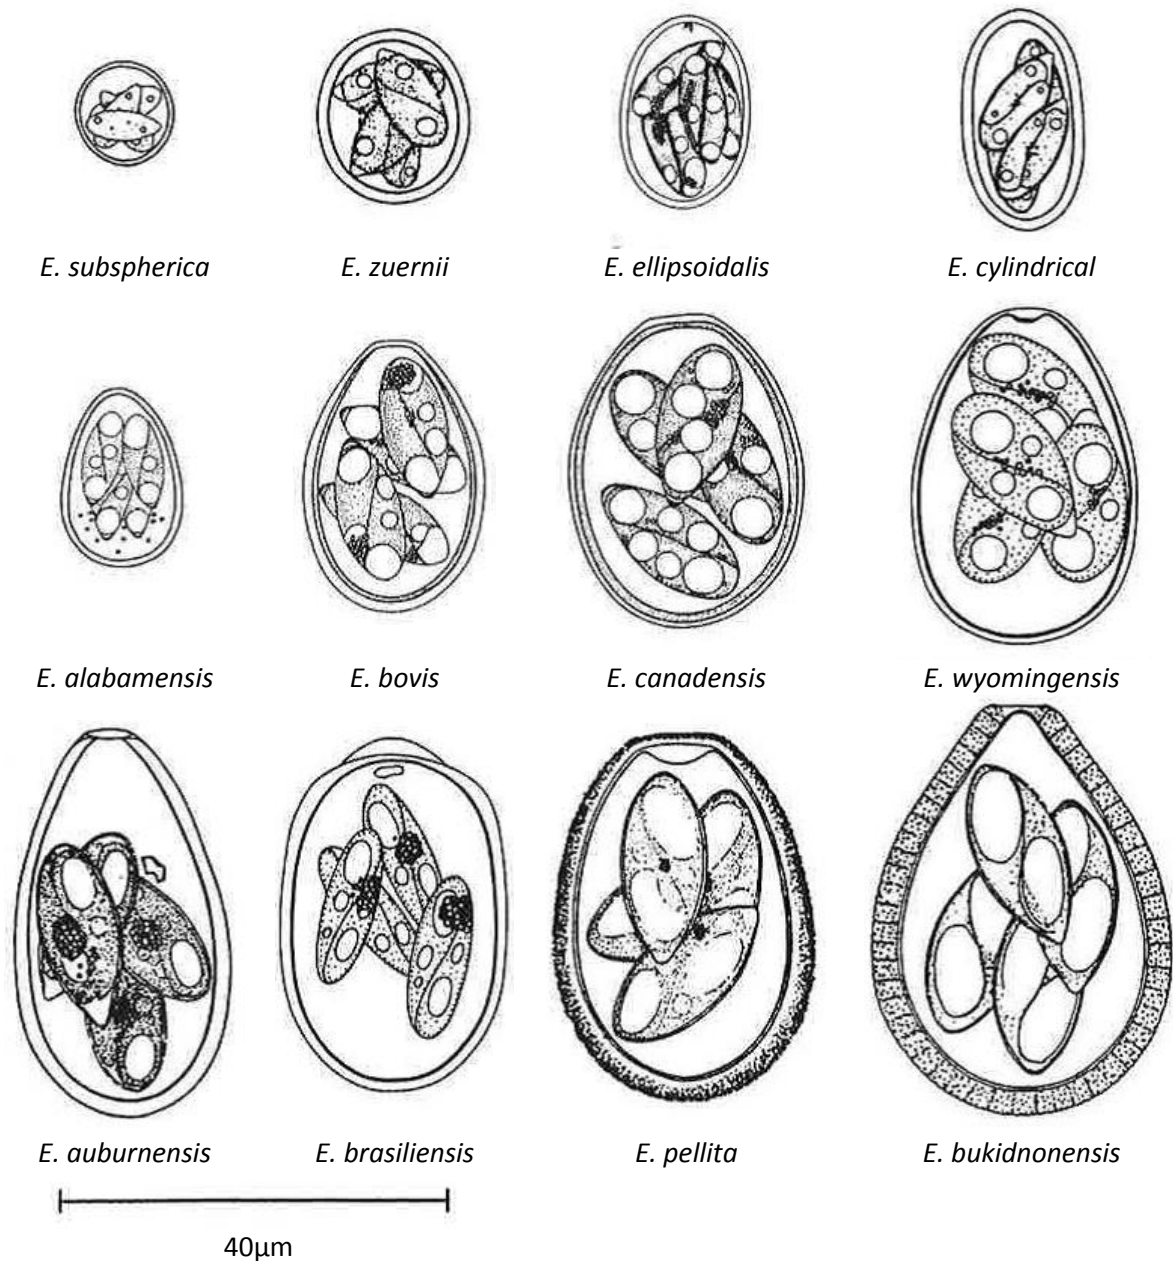 E. subspherica
E. zuernii
E. ellipsoidalis
E. cylindrical
E. alabamensis
E. bovis
E. canadensis
E. wyomingensis
E. auburnensis
E. brasiliensis
E. pellita
E. bukidnonensis
40µm